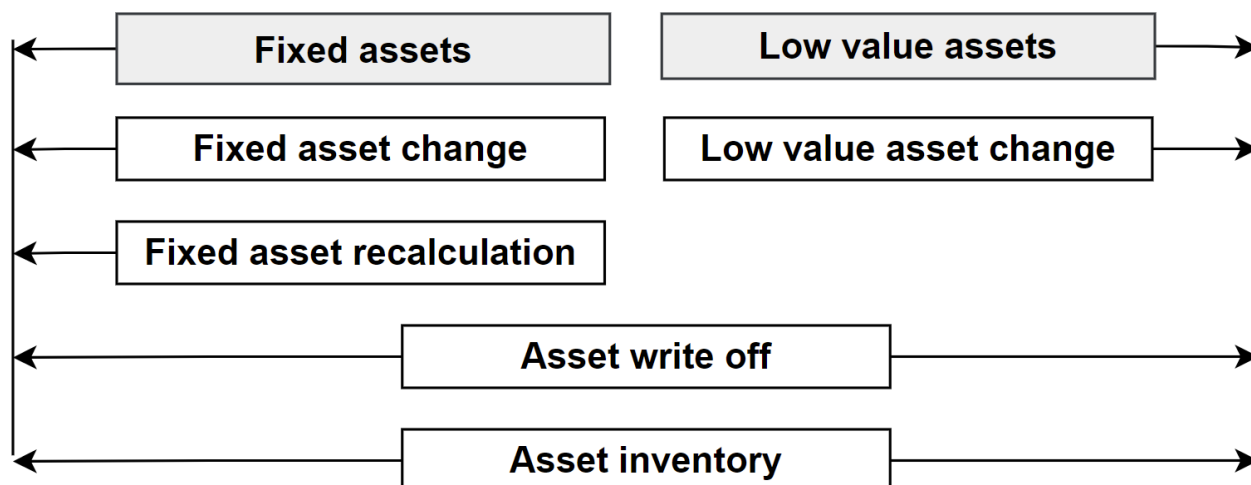 Fixed assets
Low value assets
Fixed asset change
Low value asset change
Fixed asset recalculation
Asset write off
Asset inventory